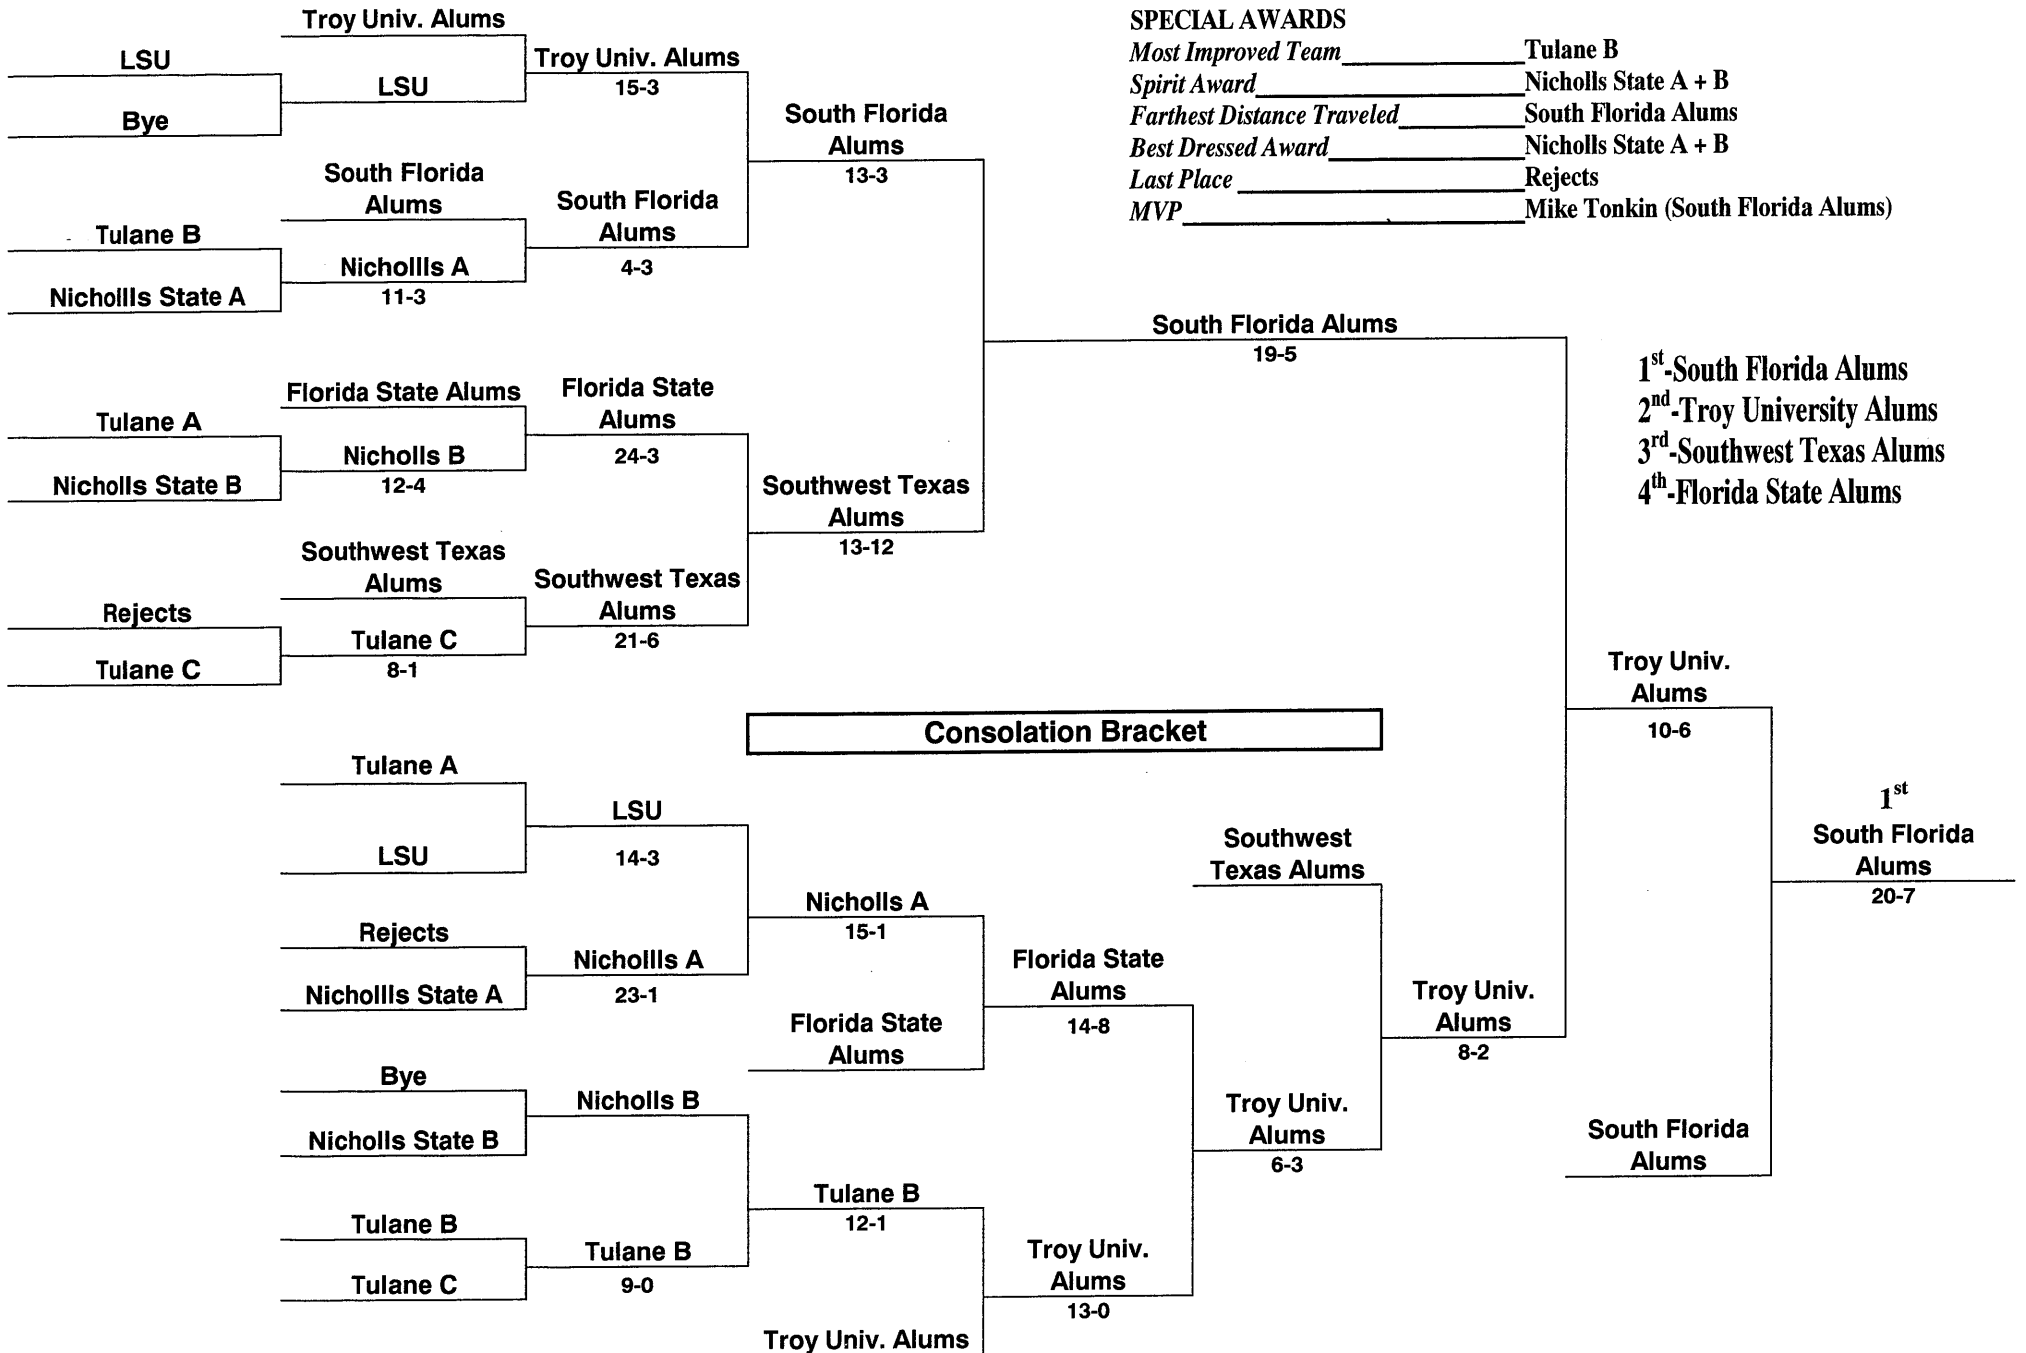 Troy Univ. Alums
LSU
Bye
LSU
Troy Univ. Alums
15-3
South Florida
Alums
Tulane B
Nichollls State A
Nichollls A
11-3
South Florida
Alums
4-3
South Florida
Alums
13-3
Florida State Alums
Tulane A
Nicholls State B
Nicholls B
12-4
Florida State
Alums
24-3
Southwest Texas
Alums
Rejects
Tulane C
Tulane C
8-1
Southwest Texas
Alums
21-6
Southwest Texas
Alums
13-12
South Florida Alums
19-5
SPECIAL AWARDS
Most Improved Team Tulane B
Spirit Award Nicholls State A + B
Farthest Distance Traveled South Florida Alums
Best Dressed Award Nicholls State A + B
Last Place Rejects
MVP Mike Tonkin (South Florida Alums)
1st-South Florida Alums
2nd-Troy University Alums
3rd-Southwest Texas Alums
4th-Florida State Alums
Consolation Bracket
Tulane A
LSU
LSU
14-3
Rejects
Nichollls State A
Nichollls A
23-1
Nicholls A
15-1
Florida State
Alums
Florida State
Alums
14-8
Bye
Nicholls State B
Nicholls B
Tulane B
Tulane C
Tulane B
9-0
Tulane B
12-1
Troy Univ. Alums
Troy Univ.
Alums
13-0
Troy Univ.
Alums
6-3
Southwest
Texas Alums
Troy Univ.
Alums
8-2
Troy Univ.
Alums
10-6
South Florida
Alums
1st
South Florida
Alums
20-7